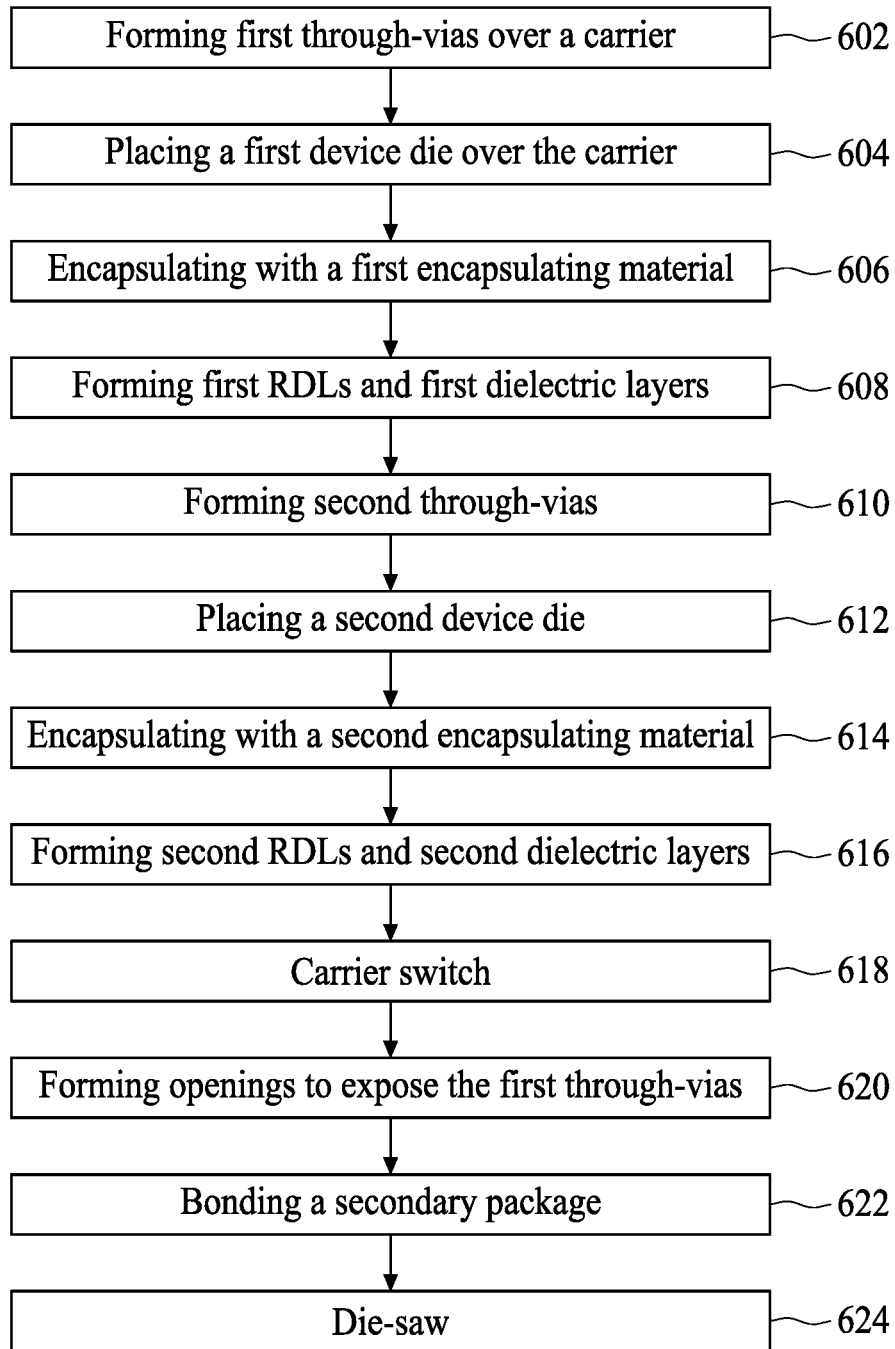 Forming first through-vias over a carrier 602
Placing a first device die over the carrier 604
Encapsulating with a first encapsulating material 606
Forming first RDLs and first dielectric layers 608
Forming second through-vias 610
Placing a second device die 612
Encapsulating with a second encapsulating material 614
Forming second RDLs and second dielectric layers 616
Carrier switch 618
Forming openings to expose the first through-vias 620
Bonding a secondary package 622
Die-saw 624